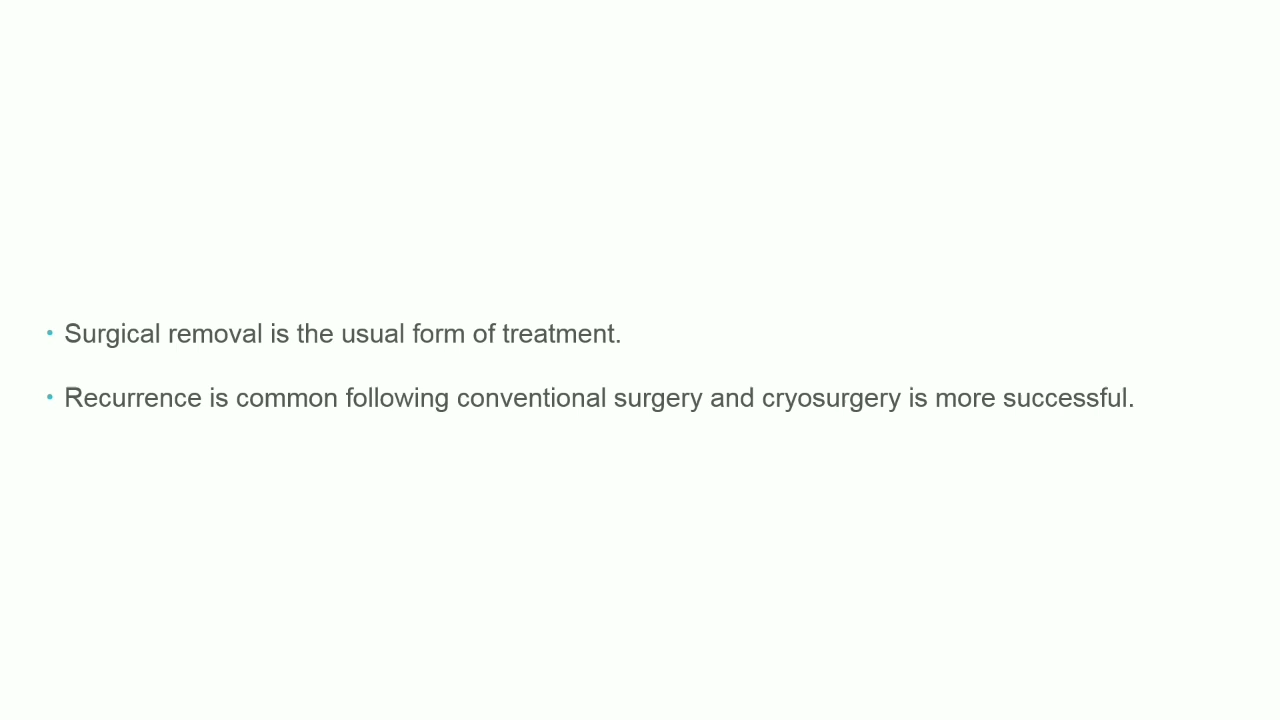 • Surgical removal is the usual form of treatment.
• Recurrence is common following conventional surgery and cryosurgery is more successful.